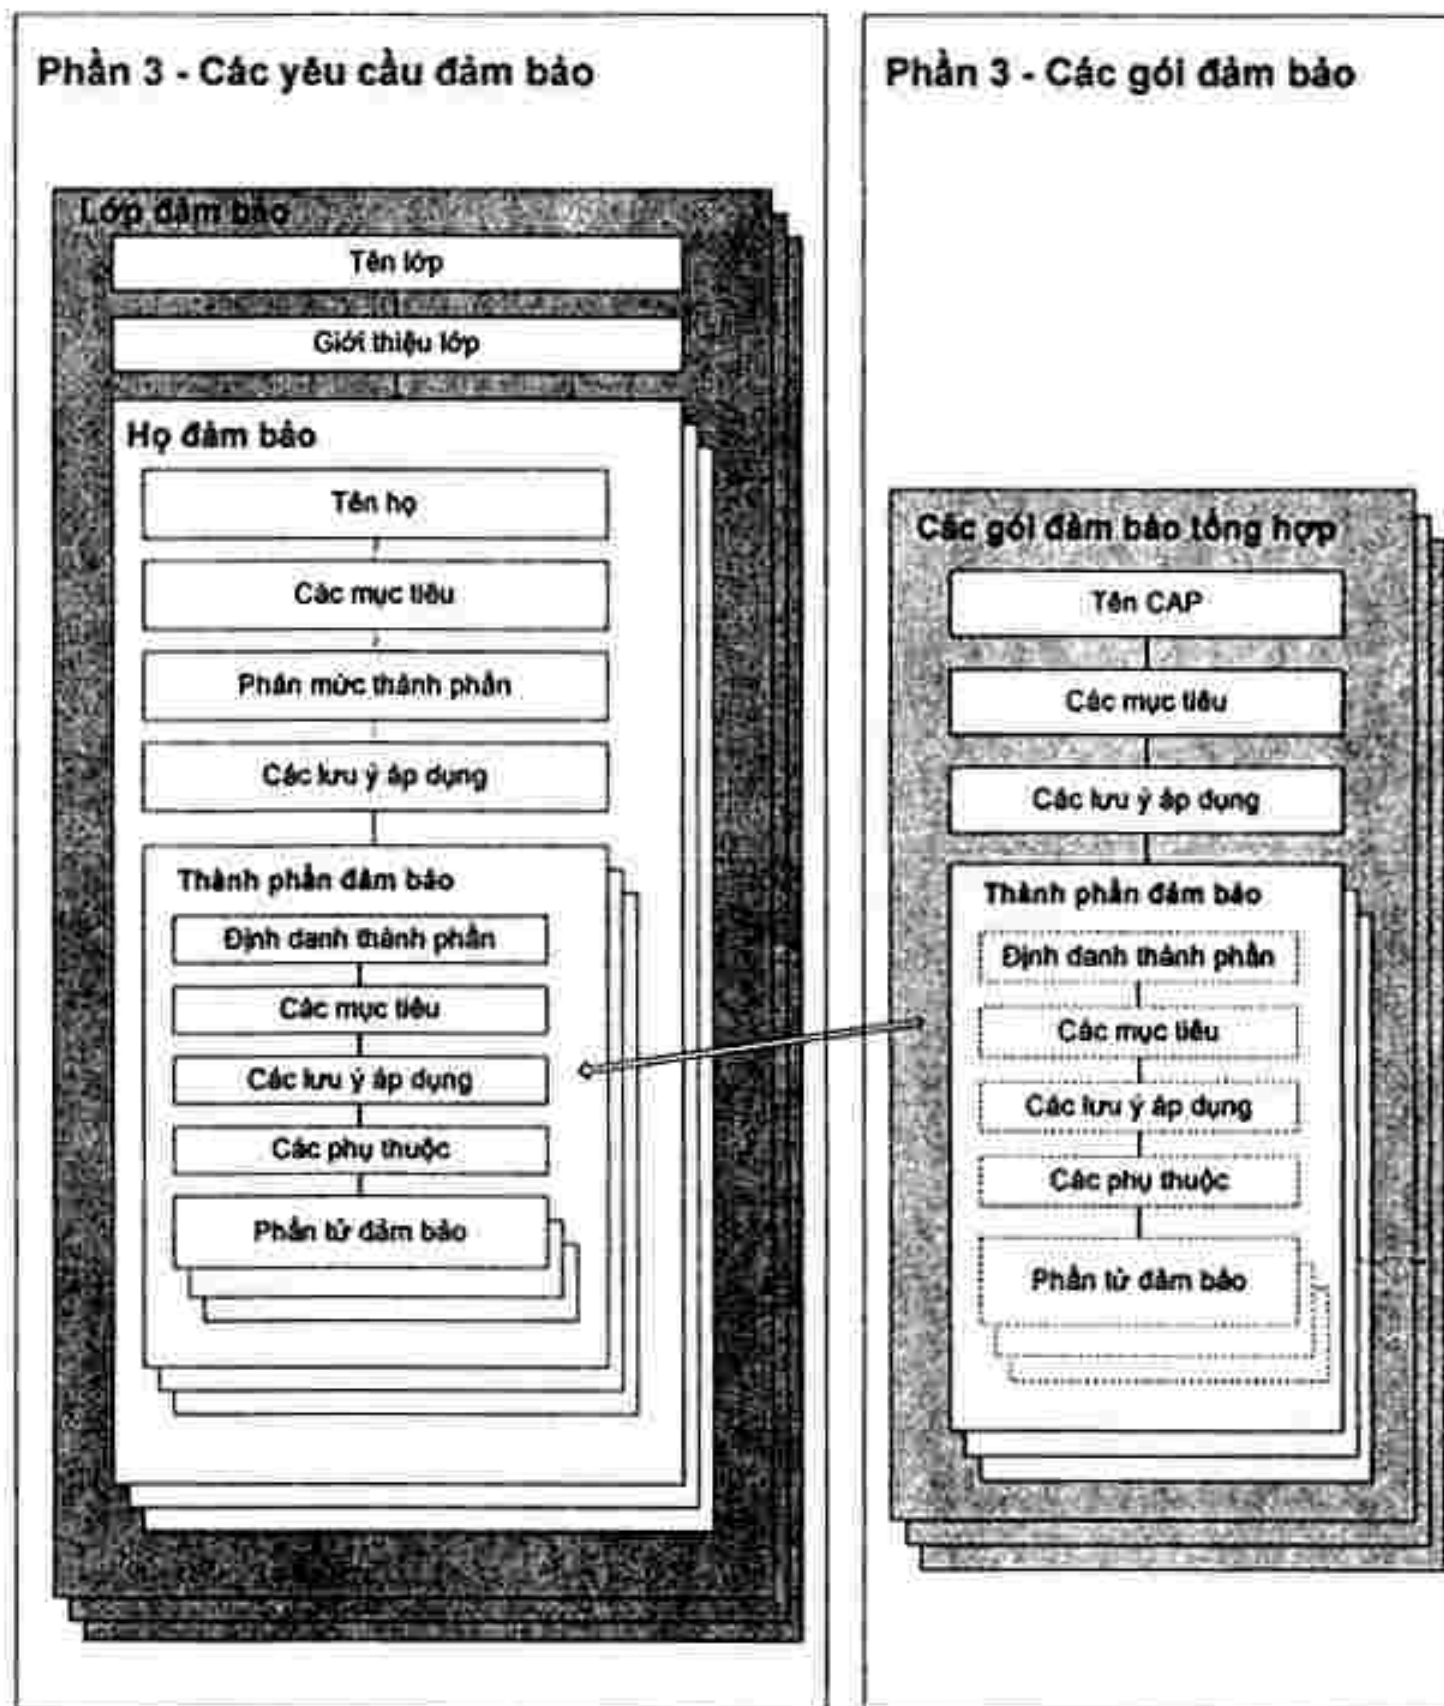 Phần 3 - Các yêu cầu đảm bảo
Lớp đảm bảo
Tên lớp
Giới thiệu lớp
Họ đảm bảo
Tên họ
Các mục tiêu
Phân mức thành phần
Các lưu ý áp dụng
Thành phần đảm bảo
Định danh thành phần
Các mục tiêu
Các lưu ý áp dụng
Các phụ thuộc
Phần tử đảm bảo
Phần 3 - Các gói đảm bảo
Các gói đảm bảo tổng hợp
Tên CAP
Các mục tiêu
Các lưu ý áp dụng
Thành phần đảm bảo
Định danh thành phần
Các mục tiêu
Các lưu ý áp dụng
Các phụ thuộc
Phần tử đảm bảo